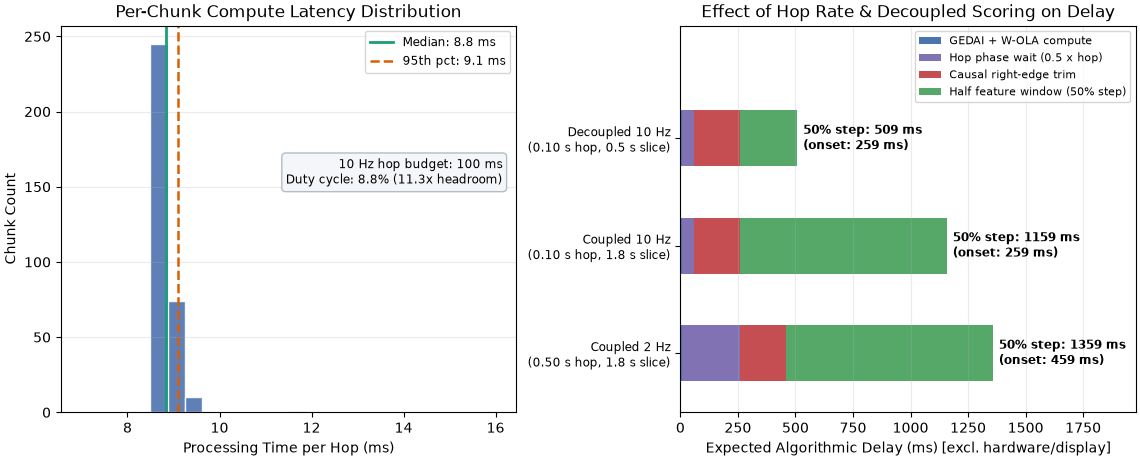 Per-Chunk Compute Latency Distribution
Chunk Count
250
200
150
100
50
0
8
10
12
14
16
Processing Time per Hop (ms)
Median: 8.8 ms
95th pct: 9.1 ms
10 Hz hop budget: 100 ms
Duty cycle: 8.8% (11.3x headroom)
Effect of Hop Rate & Decoupled Scoring on Delay
GEDAI + W-OLA compute
Hop phase wait (0.5 x hop)
Causal right-edge trim
Half feature window (50% step)
Decoupled 10 Hz
(0.10 s hop, 0.5 s slice)
50% step: 509 ms
(onset: 259 ms)
Coupled 10 Hz
(0.10 s hop, 1.8 s slice)
50% step: 1159 ms
(onset: 259 ms)
Coupled 2 Hz
(0.50 s hop, 1.8 s slice)
50% step: 1359 ms
(onset: 459 ms)
0
250
500
750
1000
1250
1500
1750
Expected Algorithmic Delay (ms) [excl. hardware/display]